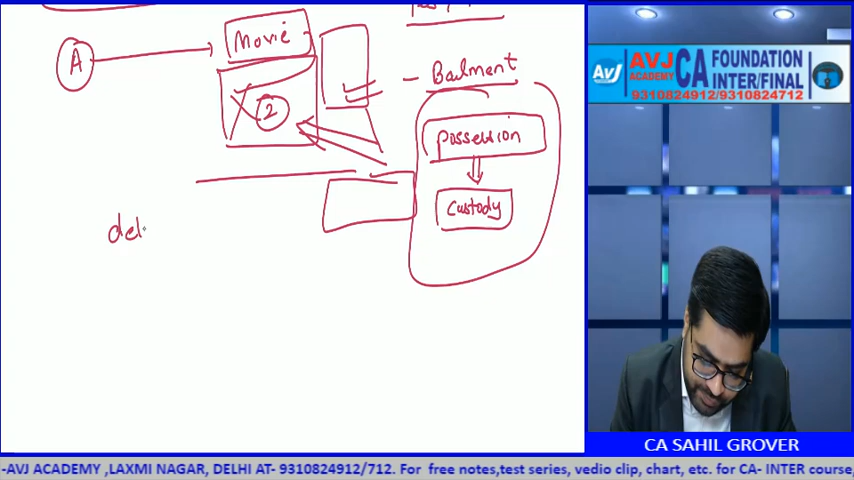 A
Movie
2
- Bailment
Possession
Custody
del
AVJ
AVJ
ACADEMY
CA
FOUNDATION
INTER/FINAL
9310824912/9310824712
CA SAHIL GROVER
-AVJ ACADEMY ,LAXMI NAGAR, DELHI AT- 9310824912/712. For free notes,test series, vedio clip, chart, etc. for CA- INTER course,